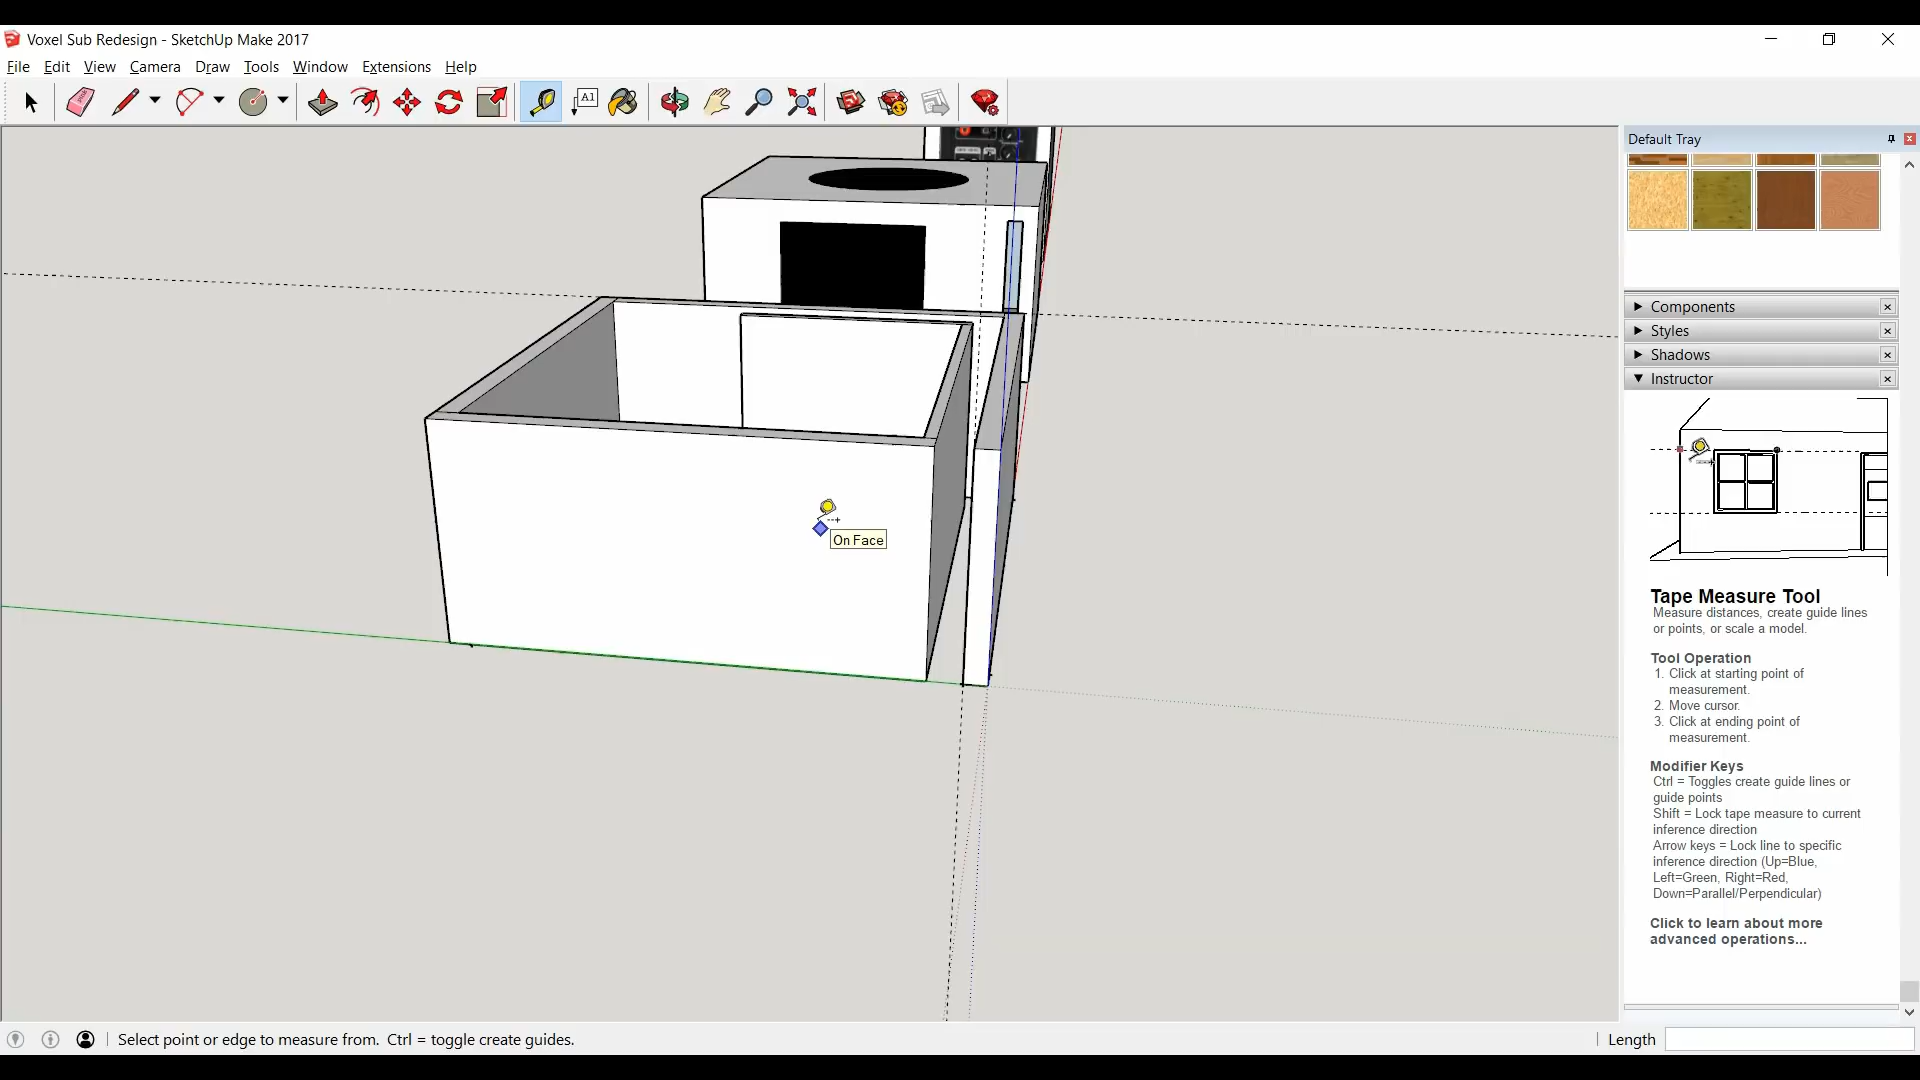 Voxel Sub Redesign - SketchUp Make 2017
File Edit View Camera Draw Tools Window Extensions Help
A1
Default Tray
Components
Styles
Shadows
Instructor
On Face
Tape Measure Tool
Measure distances, create guide lines
or points, or scale a model.
Tool Operation
1. Click at starting point of
measurement.
2. Move cursor.
3. Click at ending point of
measurement.
Modifier Keys
Ctrl = Toggles create guide lines or
guide points
Shift = Lock tape measure to current
inference direction
Arrow keys = Lock line to specific
inference direction (Up=Blue,
Left=Green, Right=Red,
Down=Parallel/Perpendicular)
Click to learn about more
advanced operations...
Select point or edge to measure from. Ctrl = toggle create guides.
Length